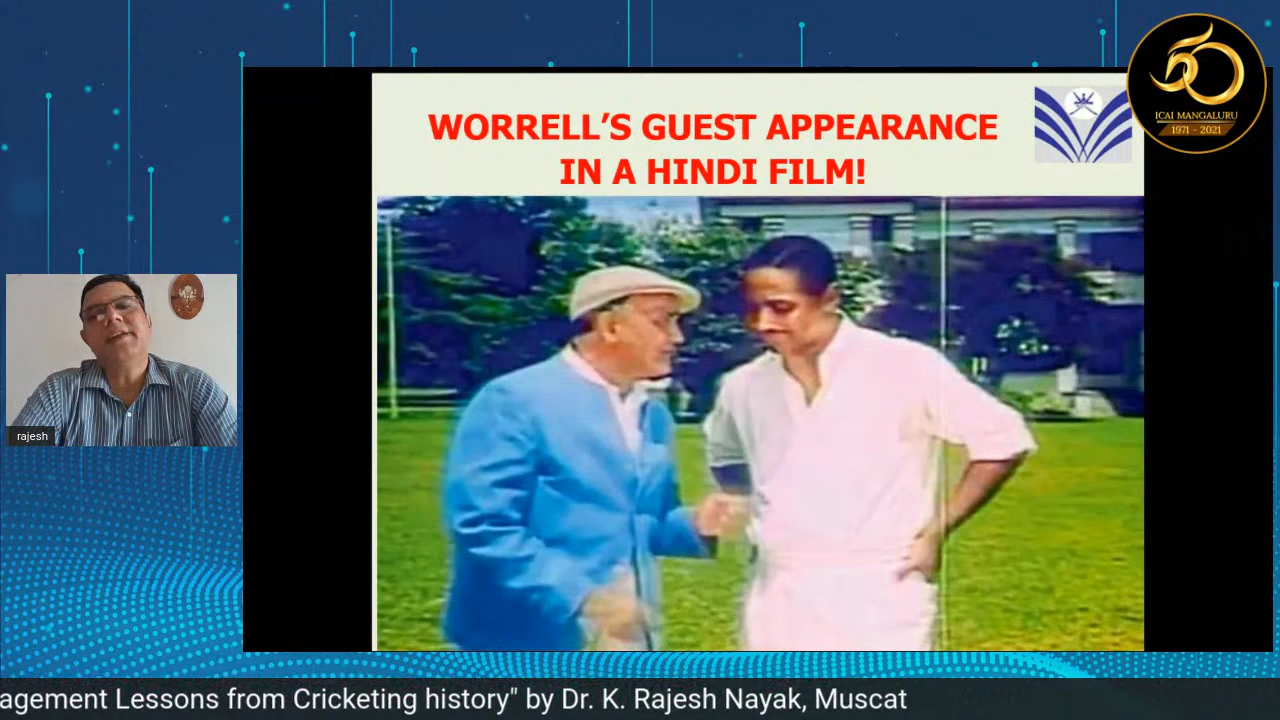 WORRELL'S GUEST APPEARANCE
IN A HINDI FILM!
50
ICAI MANGALURU
1971 - 2021
rajesh
agement Lessons from Cricketing history" by Dr. K. Rajesh Nayak, Muscat